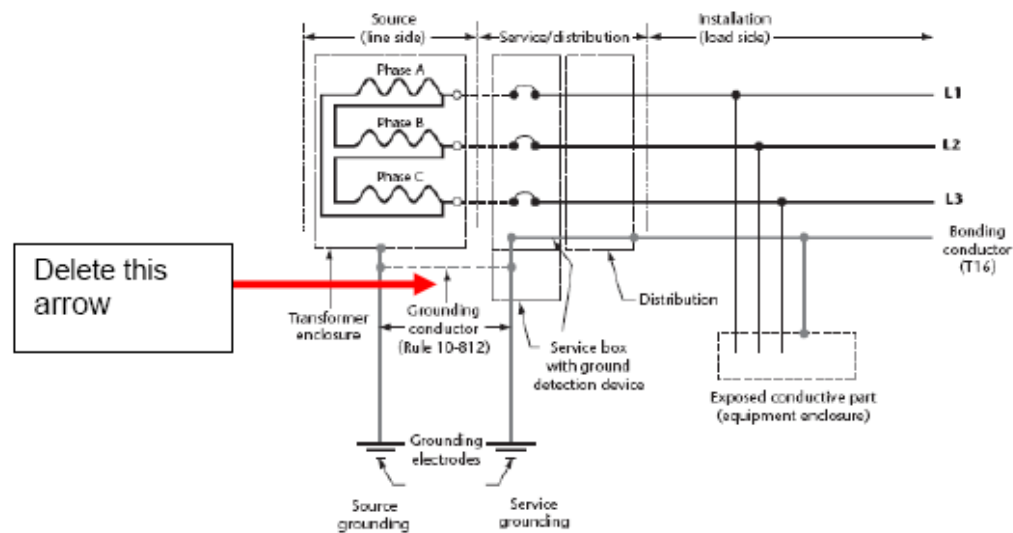 Source
(line side)
Service/distribution
Installation
(load side)
Phase A
L1
Phase B
L2
Phase C
L3
Bonding
conductor
(T16)
Delete this
arrow
Transformer
enclosure
Grounding
conductor
(Rule 10-812)
Distribution
Service box
with ground
detection device
Exposed conductive part
(equipment enclosure)
Grounding
electrodes
Source
grounding
Service
grounding